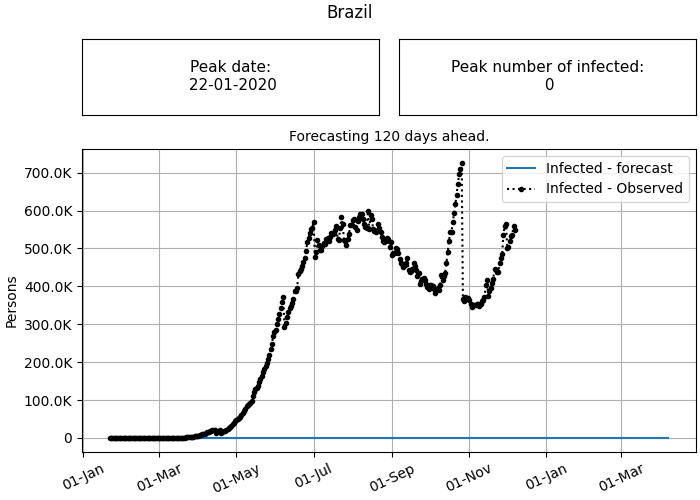 Brazil
Peak date:
22-01-2020
Peak number of infected:
0
Forecasting 120 days ahead.
Infected - forecast
Infected - Observed
Persons
700.0K
600.0K
500.0K
400.0K
300.0K
200.0K
100.0K
0
01-Jan
01-Mar
01-May
01-Jul
01-Sep
01-Nov
01-Jan
01-Mar